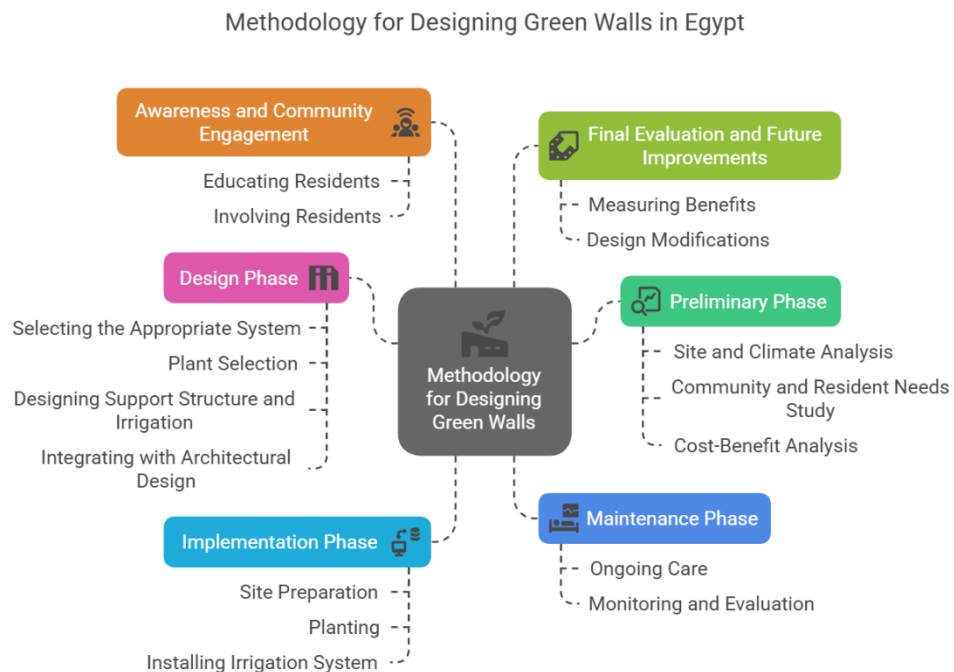 Methodology for Designing Green Walls in Egypt
Awareness and Community
Engagement
Educating Residents
Involving Residents
Final Evaluation and Future
Improvements
Measuring Benefits
Design Modifications
Design Phase
Selecting the Appropriate System
Plant Selection
Designing Support Structure and
Irrigation
Integrating with Architectural
Design
Methodology
for Designing
Green Walls
Preliminary Phase
Site and Climate Analysis
Community and Resident Needs
Study
Cost-Benefit Analysis
Implementation Phase
Site Preparation
Planting
Installing Irrigation System
Maintenance Phase
Ongoing Care
Monitoring and Evaluation